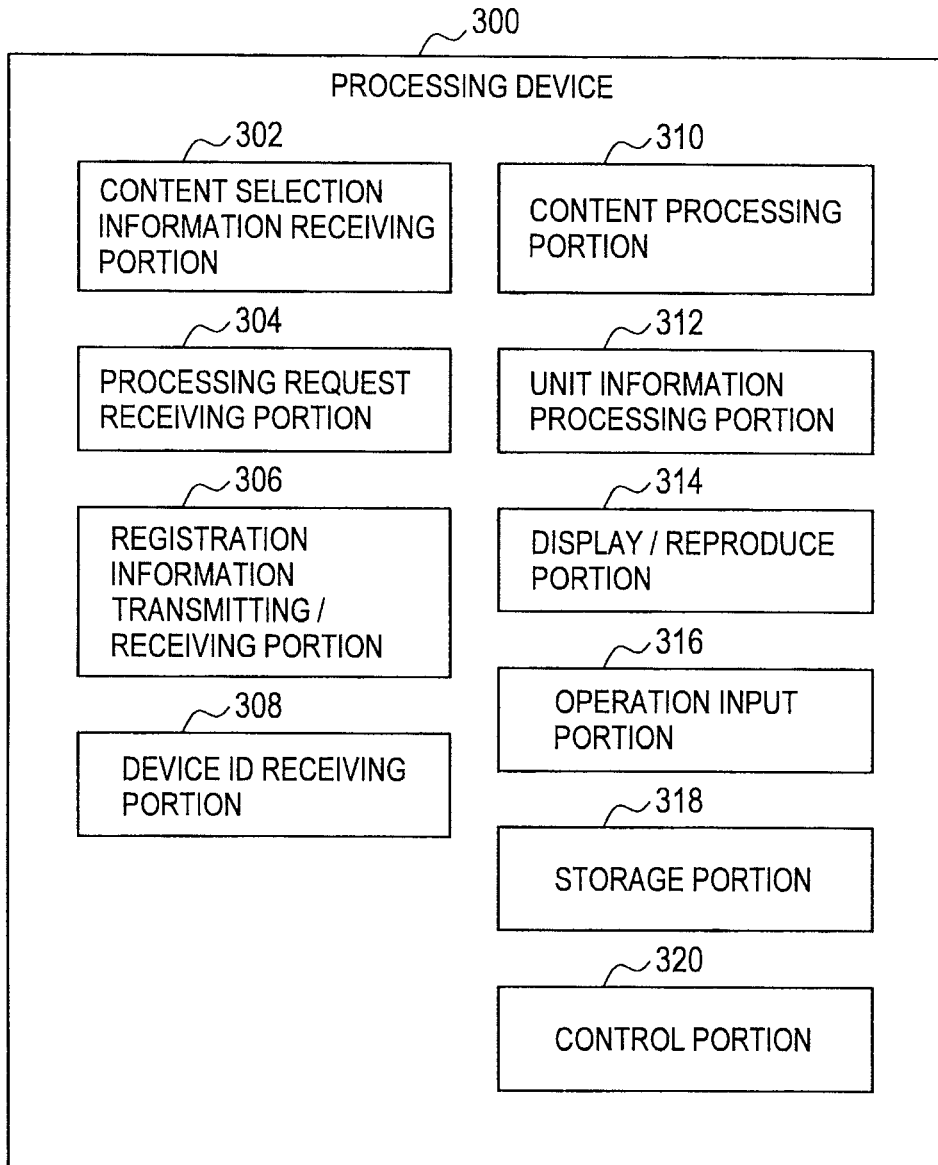 300
PROCESSING DEVICE
302
CONTENT SELECTION
INFORMATION RECEIVING
PORTION
304
PROCESSING REQUEST
RECEIVING PORTION
306
REGISTRATION
INFORMATION
TRANSMITTING /
RECEIVING PORTION
308
DEVICE ID RECEIVING
PORTION
310
CONTENT PROCESSING
PORTION
312
UNIT INFORMATION
PROCESSING PORTION
314
DISPLAY / REPRODUCE
PORTION
316
OPERATION INPUT
PORTION
318
STORAGE PORTION
320
CONTROL PORTION